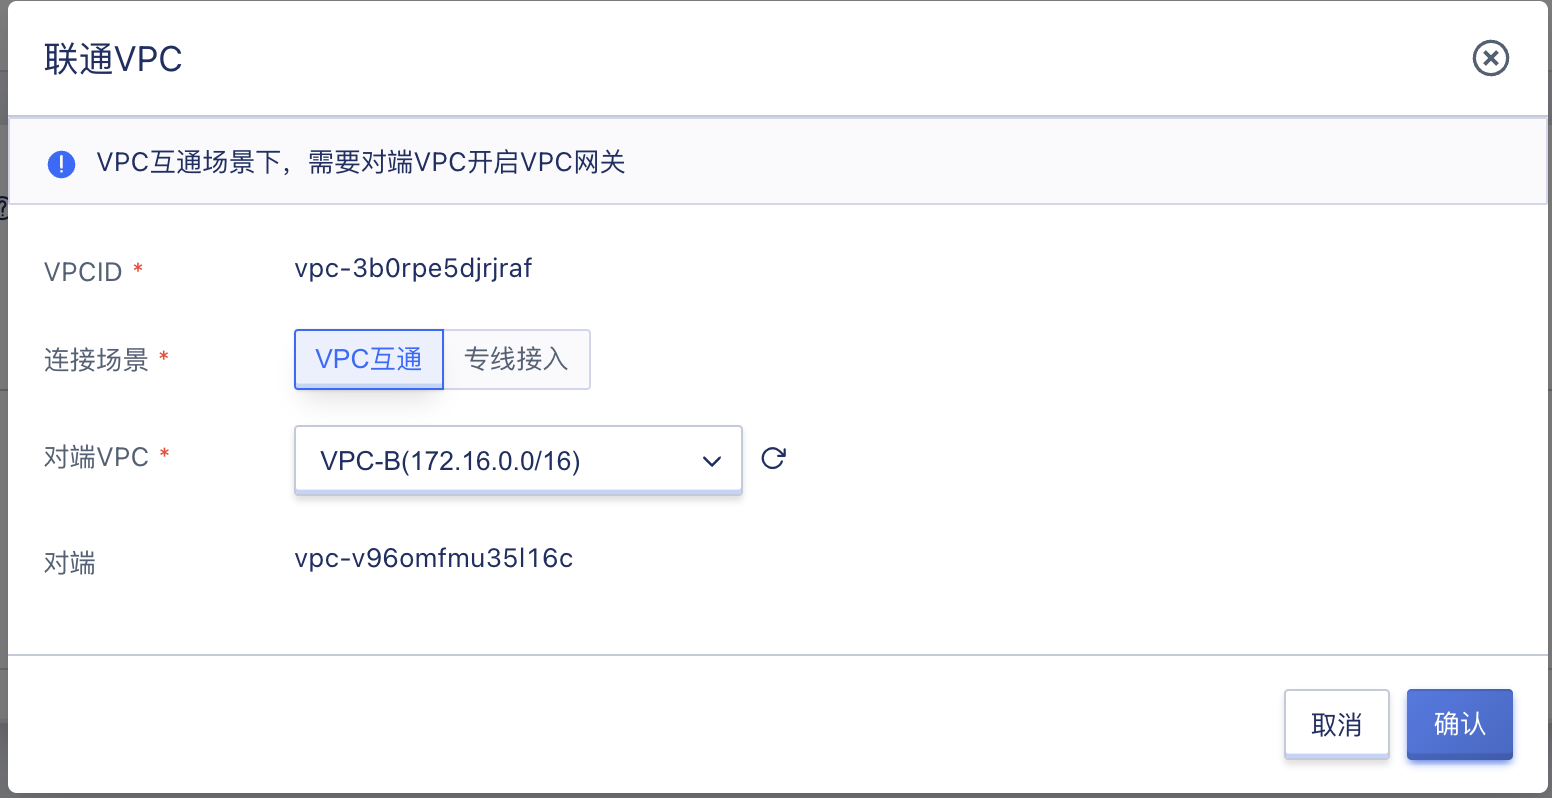 联通VPC
VPC互通场景下，需要对端VPC开启VPC网关
VPCID *
vpc-3b0rpe5djrjraf
连接场景 *
VPC互通 专线接入
对端VPC *
VPC-B(172.16.0.0/16)
对端
vpc-v96omfmu35l16c
取消 确认